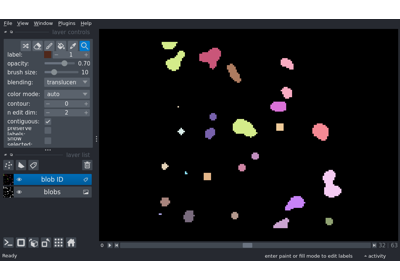 File View Window Plugins Help
layer controls
label: 1
opacity: 0.70
brush size: 10
blending: translucen
color mode: auto
contour: 0
n edit dim: 2
contiguous:
preserve
labels:
show
selected:
layer list
blob ID
blobs
0 32 63
Ready enter paint or fill mode to edit labels activity